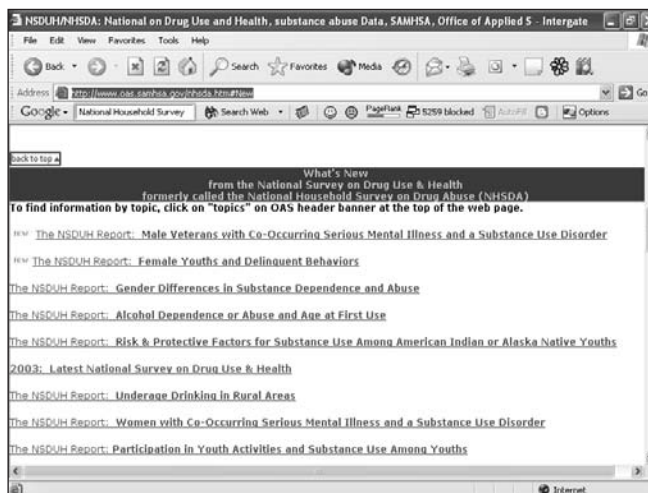 NSDUH/NHSDA: National on Drug Use and Health, substance abuse Data, SAMHSA, Office of Applied S - Intergate
File Edit View Favorites Tools Help
Back Search Favorites Media
Address http://www.oas.samhsa.gov/nhsda.htm#New Go
Google National Household Survey Search Web PageRank 5259 blocked AutoFill Options
back to top
What's New
from the National Survey on Drug Use & Health
formerly called the National Household Survey on Drug Abuse (NHSDA)
To find information by topic, click on "topics" on OAS header banner at the top of the web page.
NEW The NSDUH Report: Male Veterans with Co-Occurring Serious Mental Illness and a Substance Use Disorder
NEW The NSDUH Report: Female Youths and Delinquent Behaviors
The NSDUH Report: Gender Differences in Substance Dependence and Abuse
The NSDUH Report: Alcohol Dependence or Abuse and Age at First Use
The NSDUH Report: Risk & Protective Factors for Substance Use Among American Indian or Alaska Native Youths
2003: Latest National Survey on Drug Use & Health
The NSDUH Report: Underage Drinking in Rural Areas
The NSDUH Report: Women with Co-Occurring Serious Mental Illness and a Substance Use Disorder
The NSDUH Report: Participation in Youth Activities and Substance Use Among Youths
Internet